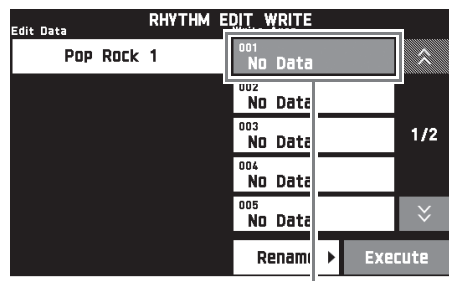 RHYTHM EDIT WRITE
Edit Data
Pop Rock 1
001
No Data
002
No Data
003
No Data
1/2
004
No Data
005
No Data
Rename
Execute